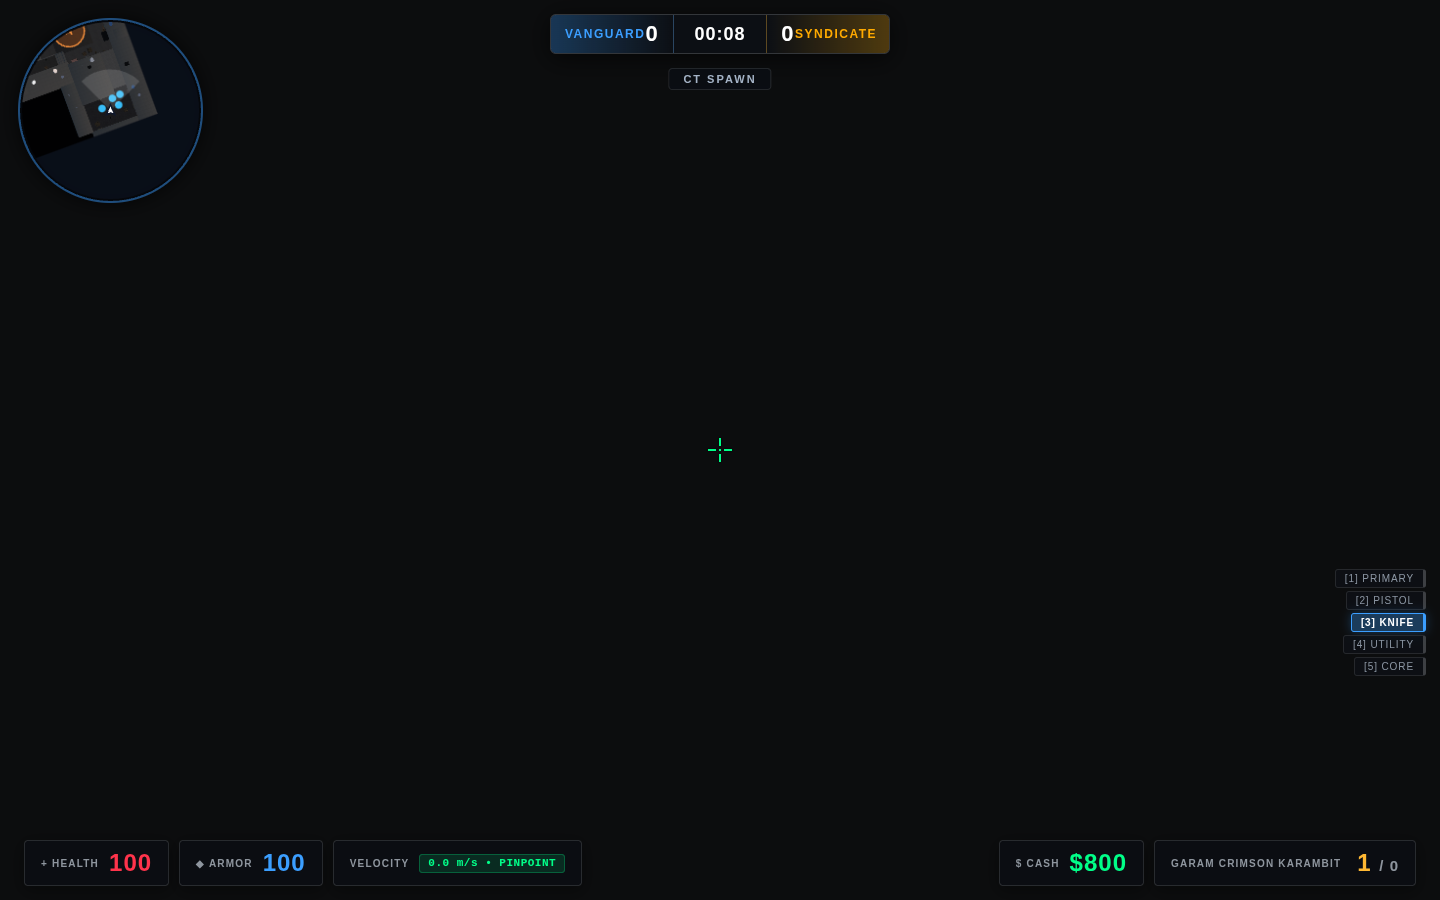 VANGUARD 0 00:08 0 SYNDICATE
CT SPAWN
[1] PRIMARY
[2] PISTOL
[3] KNIFE
[4] UTILITY
[5] CORE
+ HEALTH 100 ◆ ARMOR 100 VELOCITY 0.0 m/s • PINPOINT $ CASH $800 GARAM CRIMSON KARAMBIT 1 / 0